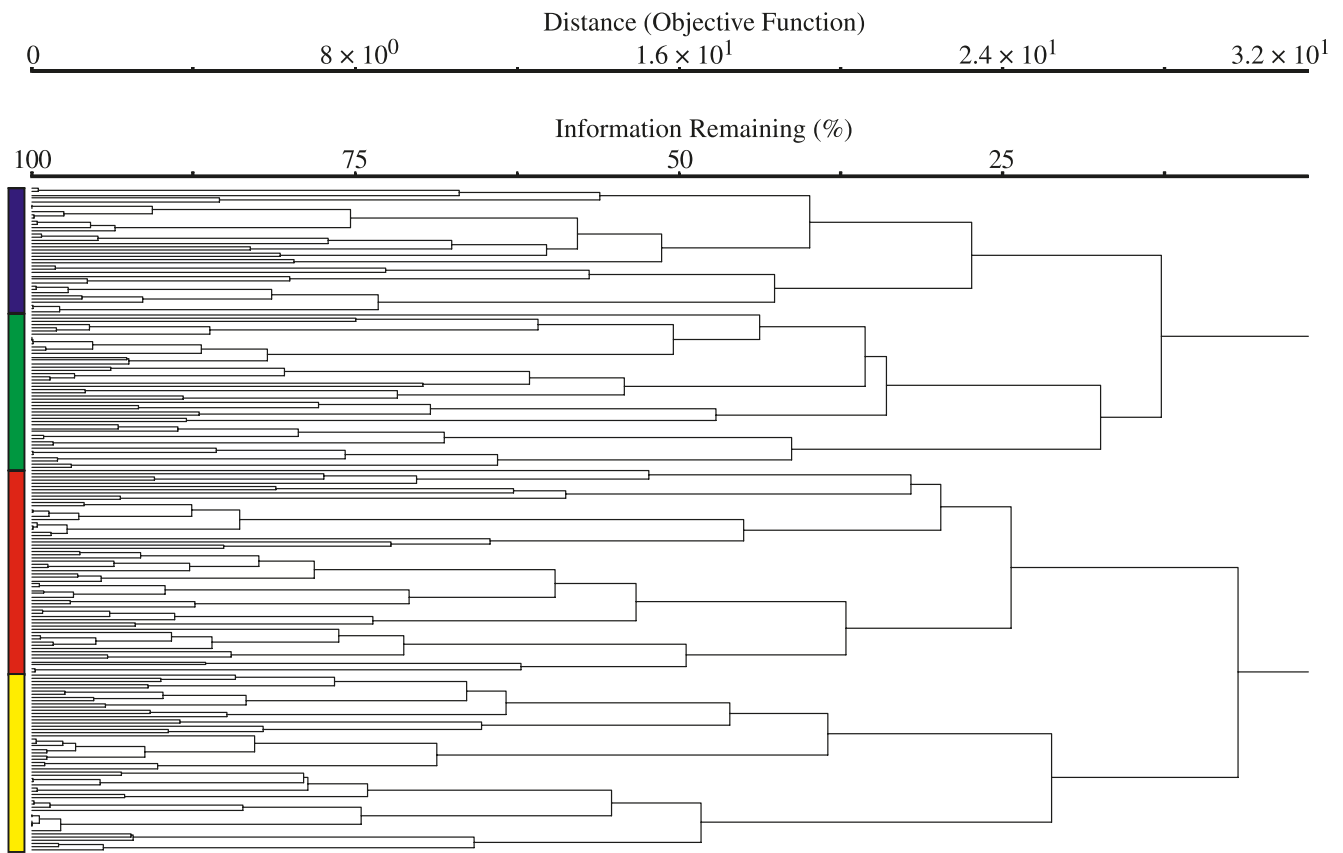 Distance (Objective Function)
0 8 × 10⁰ 1.6 × 10¹ 2.4 × 10¹ 3.2 × 10¹
Information Remaining (%)
100 75 50 25